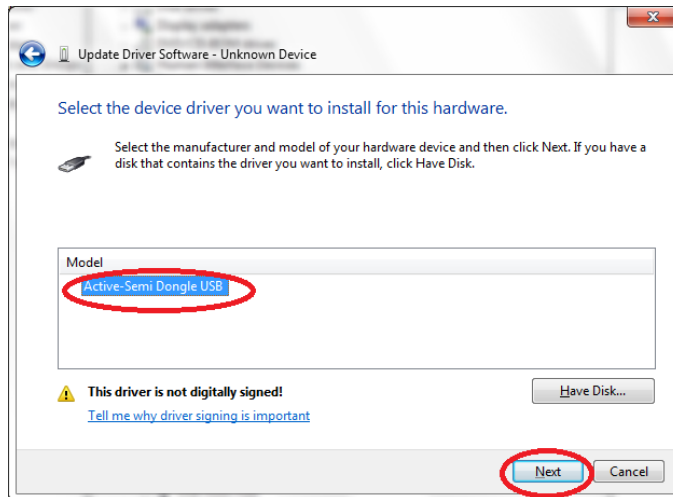 Display adapters
Update Driver Software - Unknown Device
Select the device driver you want to install for this hardware.
Select the manufacturer and model of your hardware device and then click Next. If you have a
disk that contains the driver you want to install, click Have Disk.
Model
Active-Semi Dongle USB
This driver is not digitally signed!
Have Disk...
Tell me why driver signing is important
Next
Cancel